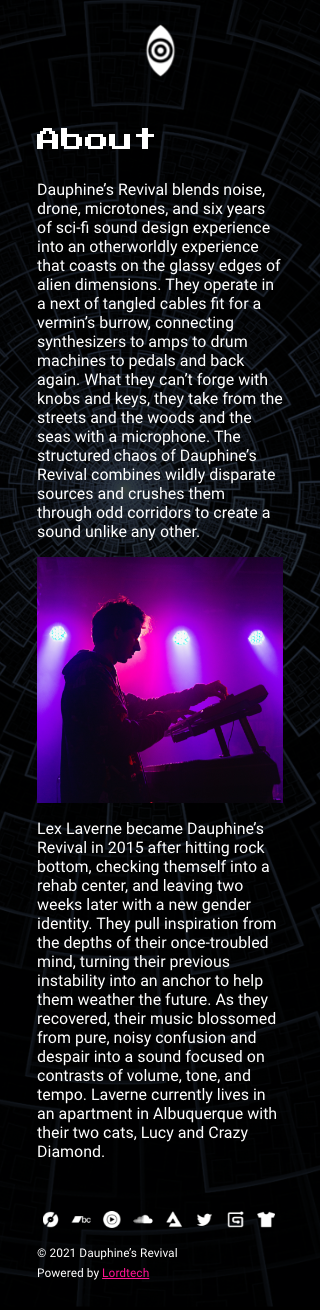 About
Dauphine’s Revival blends noise,
drone, microtones, and six years
of sci-fi sound design experience
into an otherworldly experience
that coasts on the glassy edges of
alien dimensions. They operate in
a next of tangled cables fit for a
vermin’s burrow, connecting
synthesizers to amps to drum
machines to pedals and back
again. What they can’t forge with
knobs and keys, they take from the
streets and the woods and the
seas with a microphone. The
structured chaos of Dauphine’s
Revival combines wildly disparate
sources and crushes them
through odd corridors to create a
sound unlike any other.
Lex Laverne became Dauphine’s
Revival in 2015 after hitting rock
bottom, checking themself into a
rehab center, and leaving two
weeks later with a new gender
identity. They pull inspiration from
the depths of their once-troubled
mind, turning their previous
instability into an anchor to help
them weather the future. As they
recovered, their music blossomed
from pure, noisy confusion and
despair into a sound focused on
contrasts of volume, tone, and
tempo. Laverne currently lives in
an apartment in Albuquerque with
their two cats, Lucy and Crazy
Diamond.
bc
© 2021 Dauphine’s Revival
Powered by Lordtech